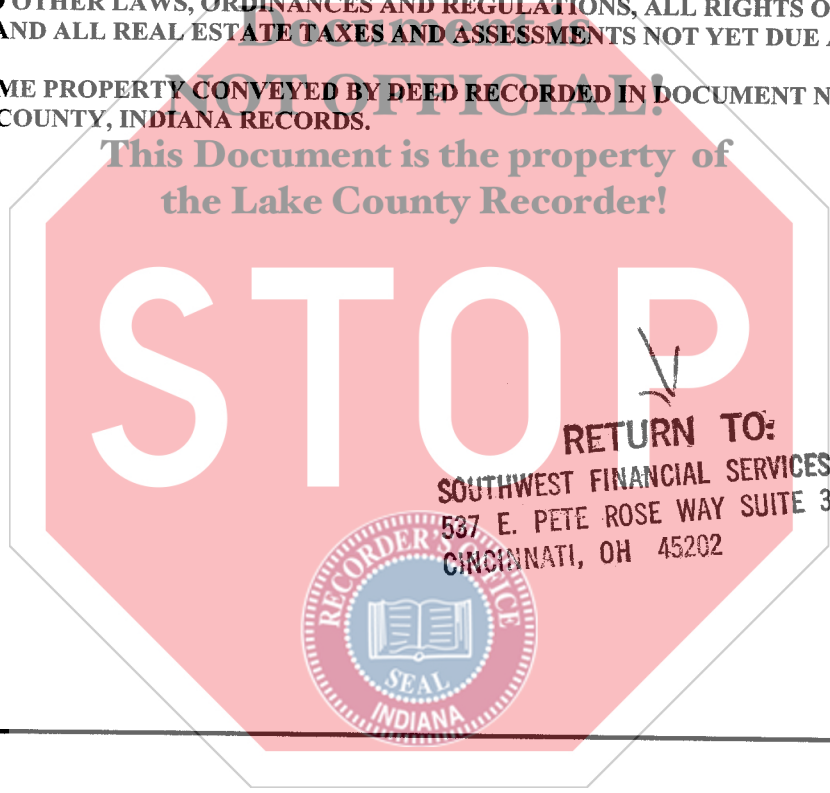 OTHER LAWS, ORDINANCES AND REGULATIONS, ALL RIGHTS O
AND ALL REAL ESTATE TAXES AND ASSESSMENTS NOT YET DUE
Document is
NOT OFFICIAL!
ME PROPERTY CONVEYED BY DEED RECORDED IN DOCUMENT N
COUNTY, INDIANA RECORDS.
This Document is the property of
the Lake County Recorder!
STOP
RETURN TO:
SOUTHWEST FINANCIAL SERVICES
537 E. PETE ROSE WAY SUITE 3
CINCINNATI, OH 45202
RECORDER'S OFFICE
SEAL
INDIANA